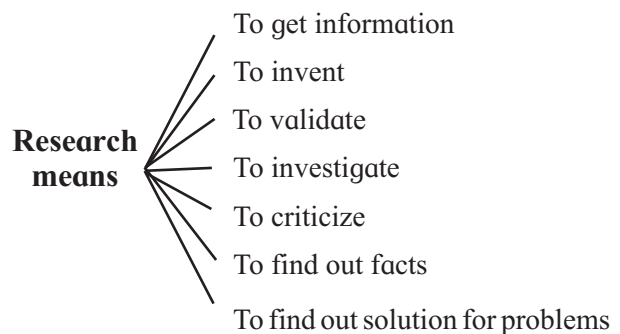 To get information
To invent
To validate
Research
means
To investigate
To criticize
To find out facts
To find out solution for problems